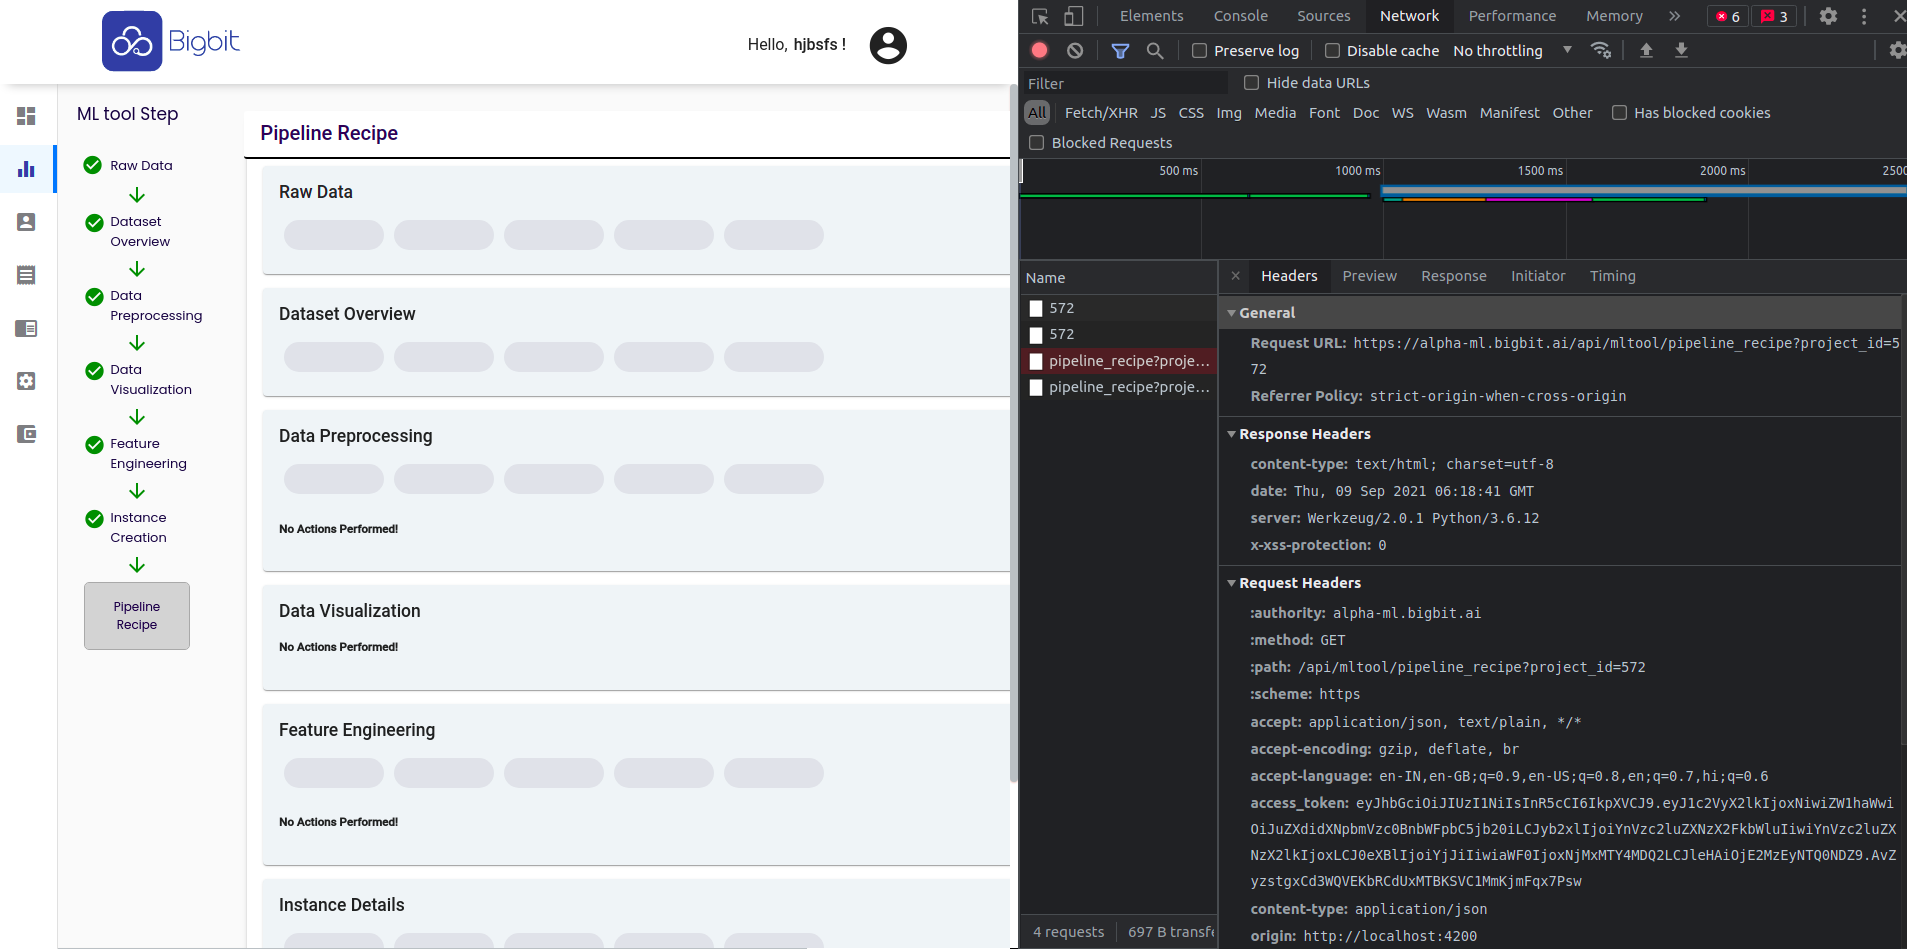 Bigbit
Hello, hjbsfs !
ML tool Step
Raw Data
Dataset
Overview
Data
Preprocessing
Data
Visualization
Feature
Engineering
Instance
Creation
Pipeline
Recipe
Pipeline Recipe
Raw Data
Dataset Overview
Data Preprocessing
No Actions Performed!
Data Visualization
No Actions Performed!
Feature Engineering
No Actions Performed!
Instance Details
Elements Console Sources Network Performance Memory » 6 3
Preserve log Disable cache No throttling
Filter Hide data URLs
All Fetch/XHR JS CSS Img Media Font Doc WS Wasm Manifest Other Has blocked cookies
Blocked Requests
500 ms 1000 ms 1500 ms 2000 ms 2500
Name
572
572
pipeline_recipe?proje...
pipeline_recipe?proje...
4 requests 697 B transfe
× Headers Preview Response Initiator Timing
General
Request URL: https://alpha-ml.bigbit.ai/api/mltool/pipeline_recipe?project_id=5
72
Referrer Policy: strict-origin-when-cross-origin
Response Headers
content-type: text/html; charset=utf-8
date: Thu, 09 Sep 2021 06:18:41 GMT
server: Werkzeug/2.0.1 Python/3.6.12
x-xss-protection: 0
Request Headers
:authority: alpha-ml.bigbit.ai
:method: GET
:path: /api/mltool/pipeline_recipe?project_id=572
:scheme: https
accept: application/json, text/plain, */*
accept-encoding: gzip, deflate, br
accept-language: en-IN,en-GB;q=0.9,en-US;q=0.8,en;q=0.7,hi;q=0.6
access_token: eyJhbGciOiJIUzI1NiIsInR5cCI6IkpXVCJ9.eyJ1c2VyX2lkIjoxNiwiZW1haWwi
OiJuZXdidXNpbmVzc0BnbWFpbC5jb20iLCJyb2xlIjoiYnVzc2luZXNzX2FkbWluIiwiYnVzc2luZX
NzX2lkIjoxLCJ0eXBlIjoiYjJiIiwiaWF0IjoxNjMxMTY4MDQ2LCJleHAiOjE2MzEyNTQ0NDZ9.AvZ
yzstgxCd3WQVEKbRCdUxMTBKSVC1MmKjmFqx7Psw
content-type: application/json
origin: http://localhost:4200